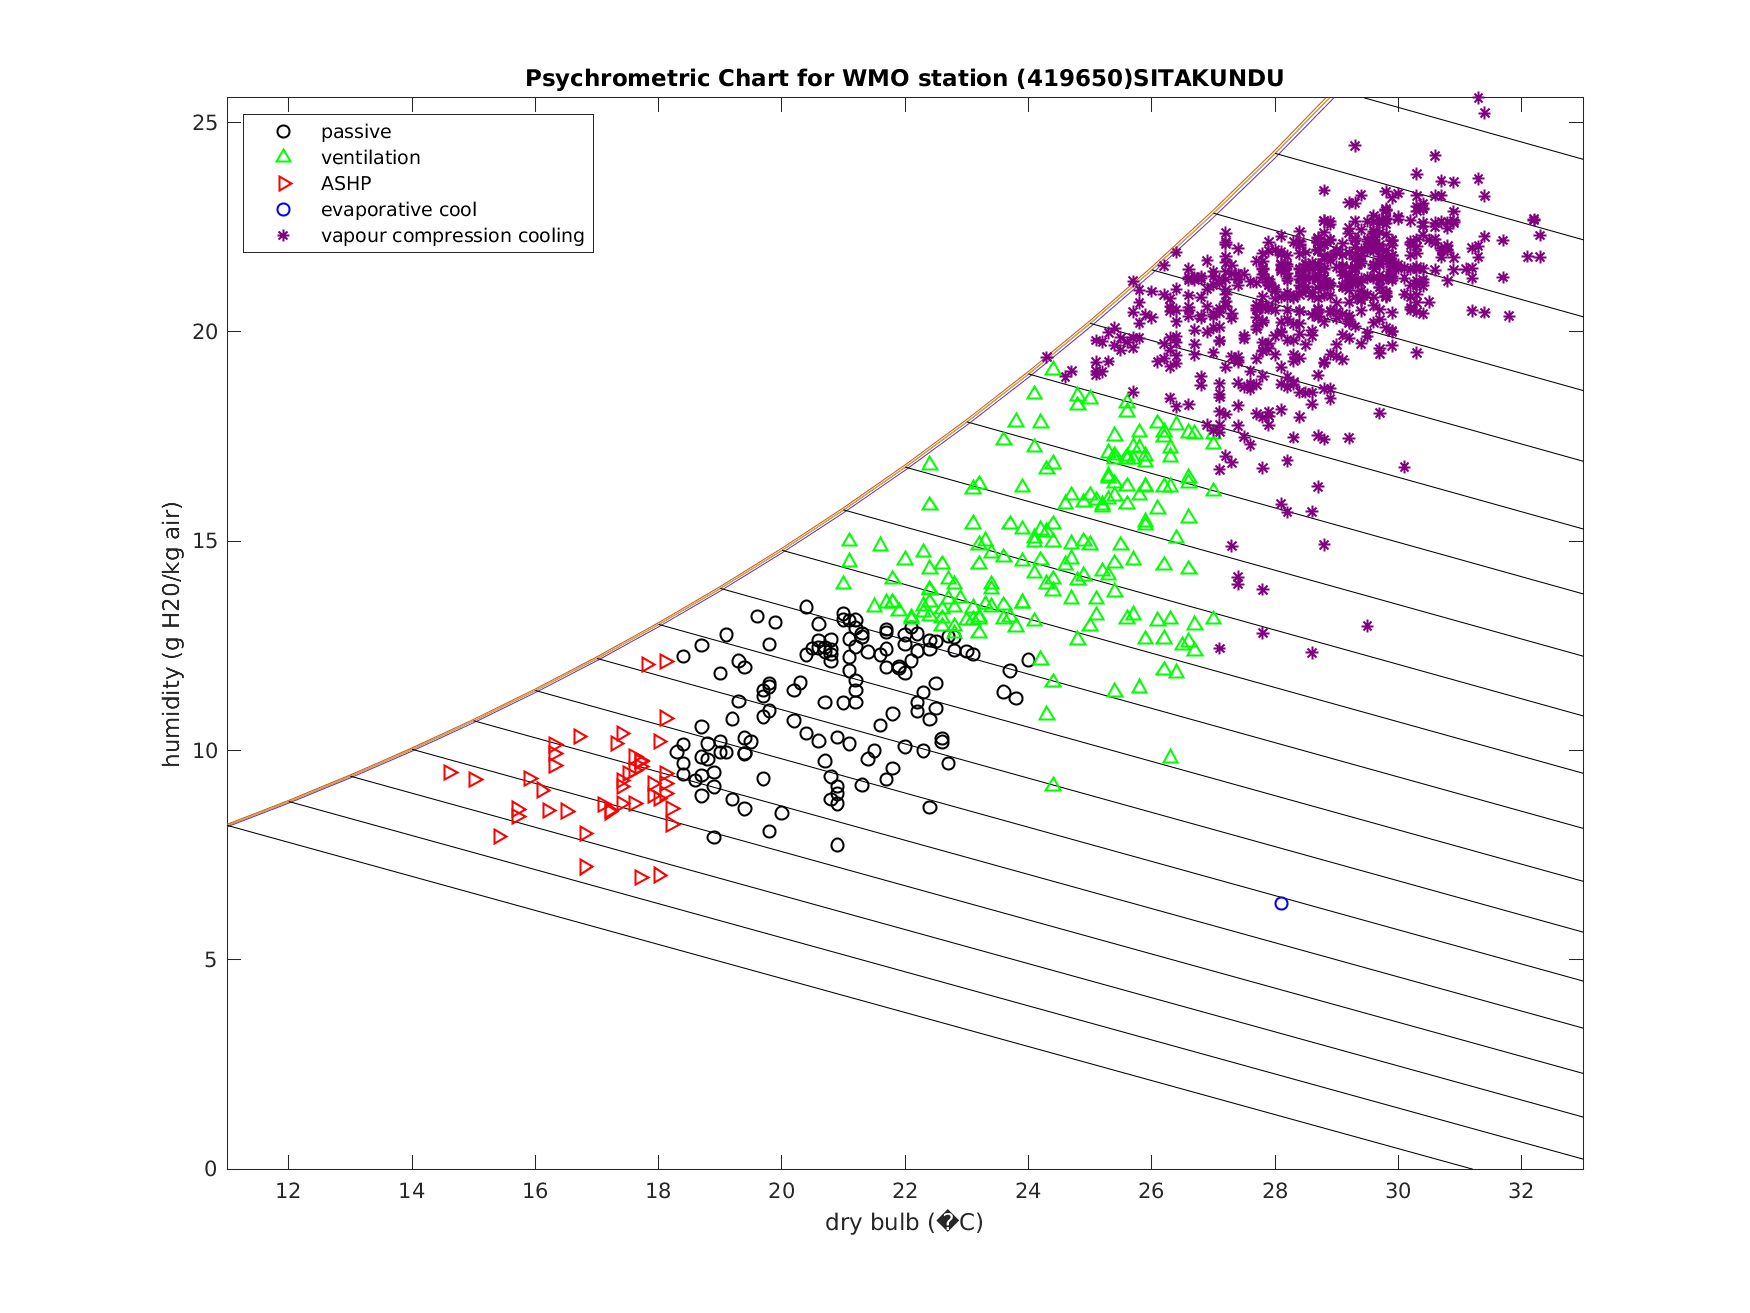 Psychrometric Chart for WMO station (419650)SITAKUNDU
passive
ventilation
ASHP
evaporative cool
vapour compression cooling
humidity (g H20/kg air)
25
20
15
10
5
0
12 14 16 18 20 22 24 26 28 30 32
dry bulb (�C)